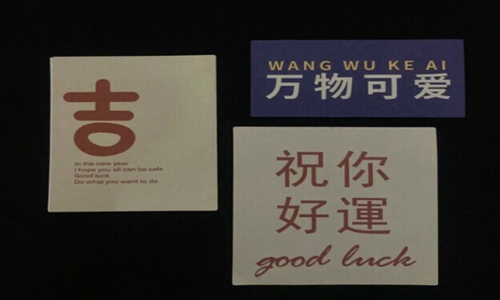 吉
In the new year
i hope you all can be safe
Good luck
Do what you want to do
WANG WU KE AI
万物可爱
祝你
好運
good luck